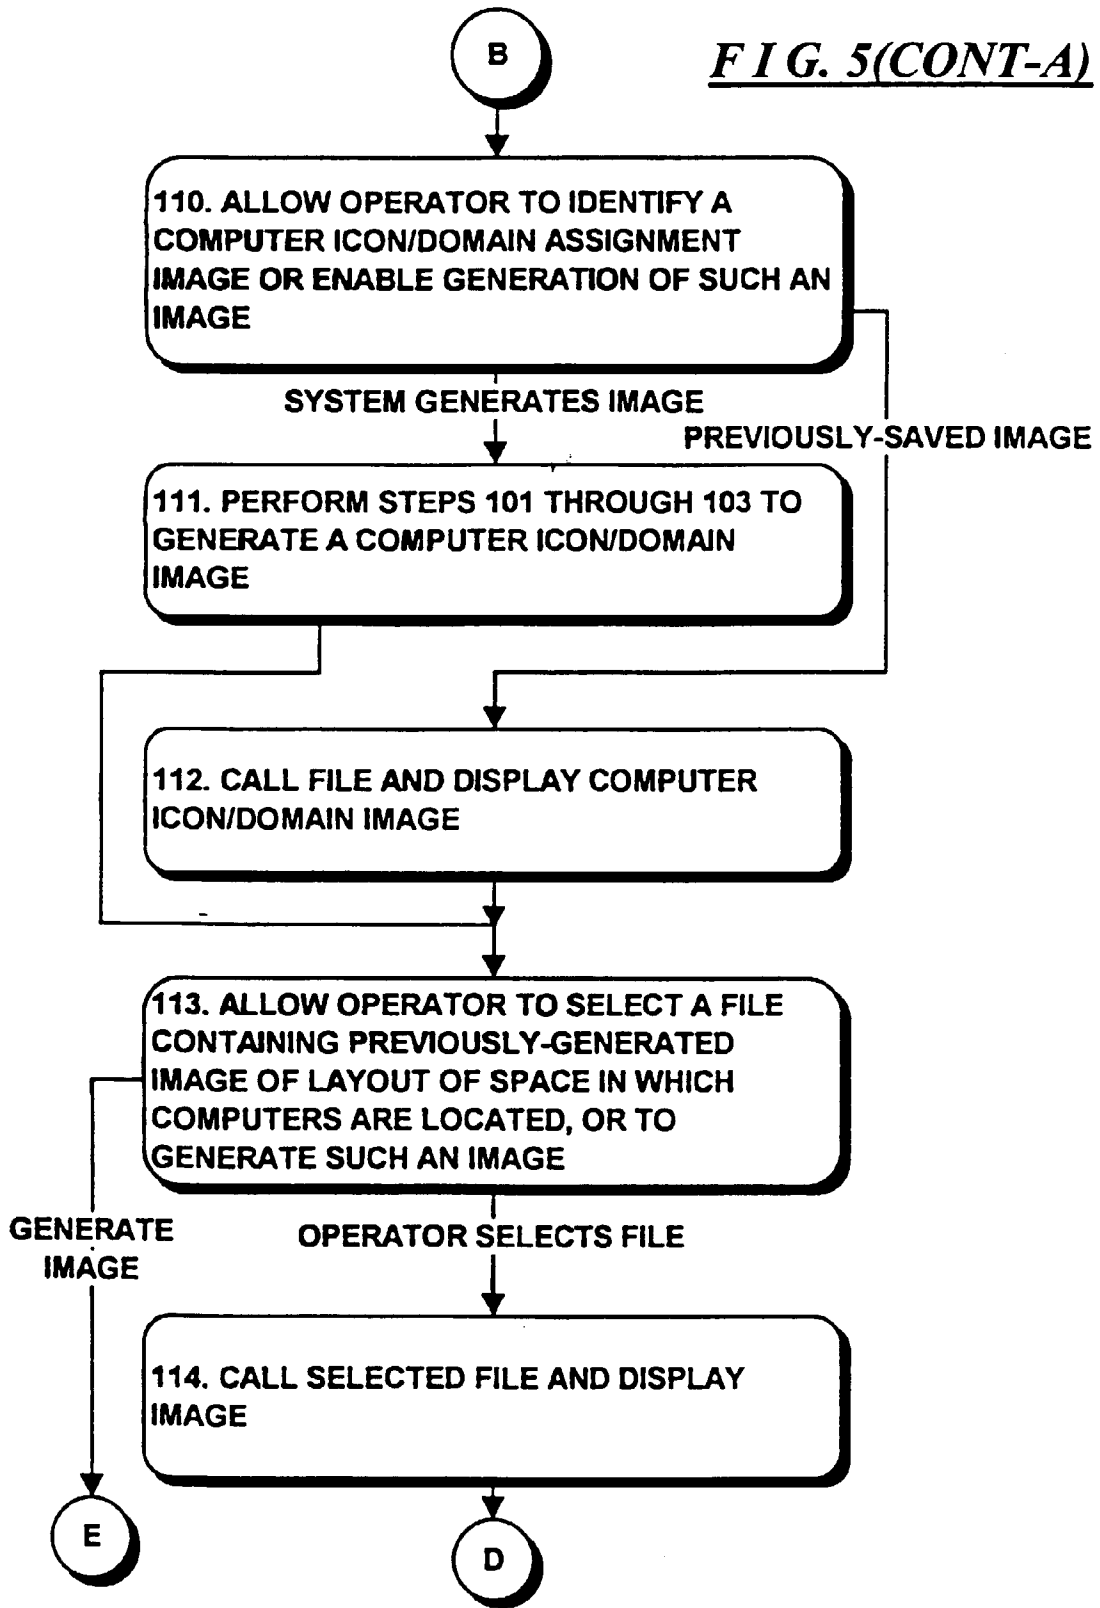 B
F I G. 5(CONT-A)
110. ALLOW OPERATOR TO IDENTIFY A
COMPUTER ICON/DOMAIN ASSIGNMENT
IMAGE OR ENABLE GENERATION OF SUCH AN
IMAGE
SYSTEM GENERATES IMAGE
PREVIOUSLY-SAVED IMAGE
111. PERFORM STEPS 101 THROUGH 103 TO
GENERATE A COMPUTER ICON/DOMAIN
IMAGE
112. CALL FILE AND DISPLAY COMPUTER
ICON/DOMAIN IMAGE
113. ALLOW OPERATOR TO SELECT A FILE
CONTAINING PREVIOUSLY-GENERATED
IMAGE OF LAYOUT OF SPACE IN WHICH
COMPUTERS ARE LOCATED, OR TO
GENERATE SUCH AN IMAGE
GENERATE
IMAGE
OPERATOR SELECTS FILE
114. CALL SELECTED FILE AND DISPLAY
IMAGE
E
D